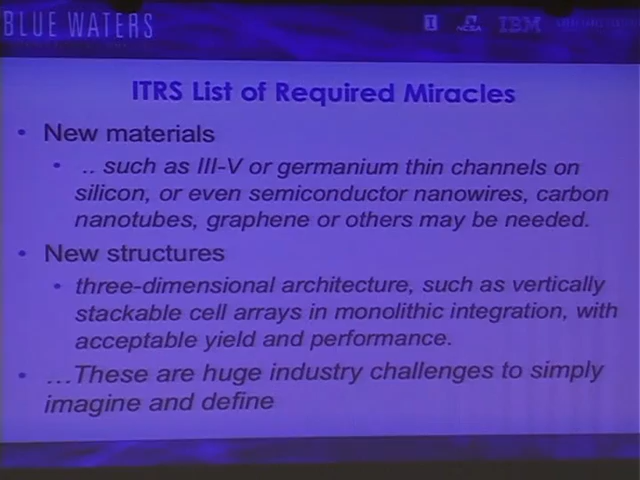 BLUE WATERS
I
NCSA
IBM
ITRS List of Required Miracles
• New materials
• .. such as III-V or germanium thin channels on
silicon, or even semiconductor nanowires, carbon
nanotubes, graphene or others may be needed.
• New structures
• three-dimensional architecture, such as vertically
stackable cell arrays in monolithic integration, with
acceptable yield and performance.
• …These are huge industry challenges to simply
imagine and define